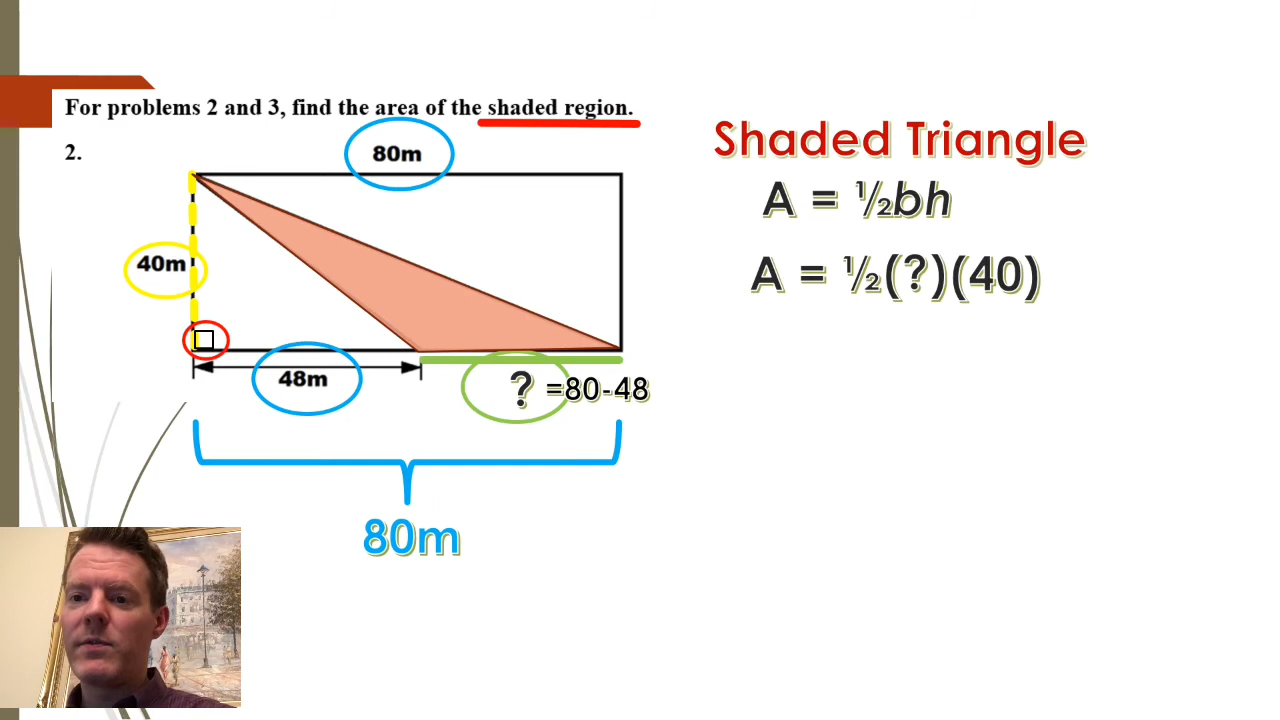 For problems 2 and 3, find the area of the shaded region.
2.
80m
40m
48m
? =80-48
80m
Shaded Triangle
A = ½bh
A = ½(?)(40)